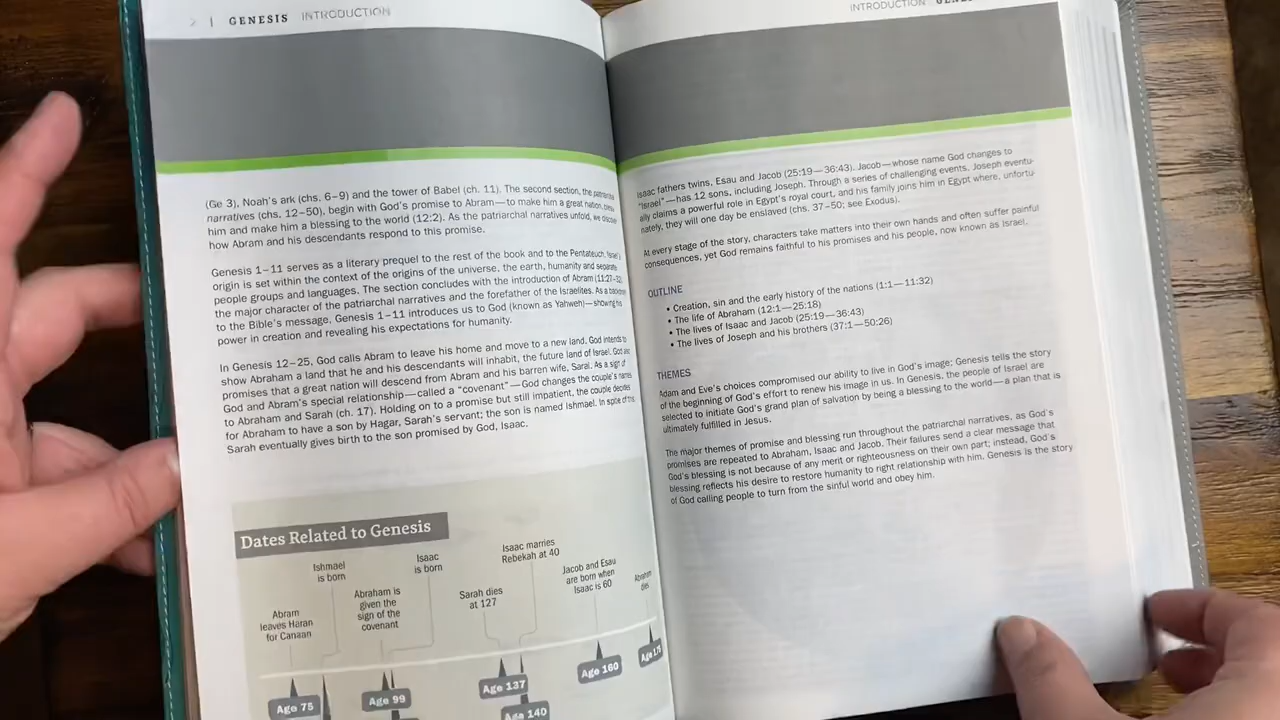 GENESIS INTRODUCTION
(Ge 3), Noah's ark (chs. 6–9) and the tower of Babel (ch. 11). The second section, the patriarchal
narratives (chs. 12–50), begin with God's promise to Abram—to make him a great nation,
him and make him a blessing to the world (12:2). As the patriarchal narratives unfold, we discover
how Abram and his descendants respond to this promise.
Genesis 1–11 serves as a literary prequel to the rest of the book and to the Pentateuch. Israel's
origin is set within the context of the origins of the universe, the earth, humanity and separate
people groups and languages. The section concludes with the introduction of Abram (11:27–32),
the major character of the patriarchal narratives and the forefather of the Israelites. As a
to the Bible's message, Genesis 1–11 introduces us to God (known as Yahweh)—showing his
power in creation and revealing his expectations for humanity.
In Genesis 12–25, God calls Abram to leave his home and move to a new land. God intends to
show Abraham a land that he and his descendants will inhabit, the future land of Israel. God also
promises that a great nation will descend from Abram and his barren wife, Sarai. As a sign of
God and Abram's special relationship—called a "covenant"—God changes the couple's names
to Abraham and Sarah (ch. 17). Holding on to a promise but still impatient, the couple decides
for Abraham to have a son by Hagar, Sarah's servant; the son is named Ishmael. In spite of this,
Sarah eventually gives birth to the son promised by God, Isaac.
Dates Related to Genesis
Abram
leaves Haran
for Canaan
Ishmael
is born
Abraham is
given the
sign of the
covenant
Isaac
is born
Sarah dies
at 127
Isaac marries
Rebekah at 40
Jacob and Esau
are born when
Isaac is 60
Abraham
dies
Age 75
Age 99
Age 137
Age 140
Age 160
Age 175
INTRODUCTION
Isaac fathers twins, Esau and Jacob (25:19—36:43). Jacob—whose name God changes to
"Israel"—has 12 sons, including Joseph. Through a series of challenging events, Joseph eventu-
ally claims a powerful role in Egypt's royal court, and his family joins him in Egypt where, unfortu-
nately, they will one day be enslaved (chs. 37–50; see Exodus).
At every stage of the story, characters take matters into their own hands and often suffer painful
consequences, yet God remains faithful to his promises and his people, now known as Israel.
OUTLINE
• Creation, sin and the early history of the nations (1:1—11:32)
• The life of Abraham (12:1—25:18)
• The lives of Isaac and Jacob (25:19—36:43)
• The lives of Joseph and his brothers (37:1—50:26)
THEMES
Adam and Eve's choices compromised our ability to live in God's image; Genesis tells the story
of the beginning of God's effort to renew his image in us. In Genesis, the people of Israel are
selected to initiate God's grand plan of salvation by being a blessing to the world—a plan that is
ultimately fulfilled in Jesus.
The major themes of promise and blessing run throughout the patriarchal narratives, as God's
promises are repeated to Abraham, Isaac and Jacob. Their failures send a clear message that
God's blessing is not because of any merit or righteousness on their own part; instead, God's
blessing reflects his desire to restore humanity to right relationship with him. Genesis is the story
of God calling people to turn from the sinful world and obey him.